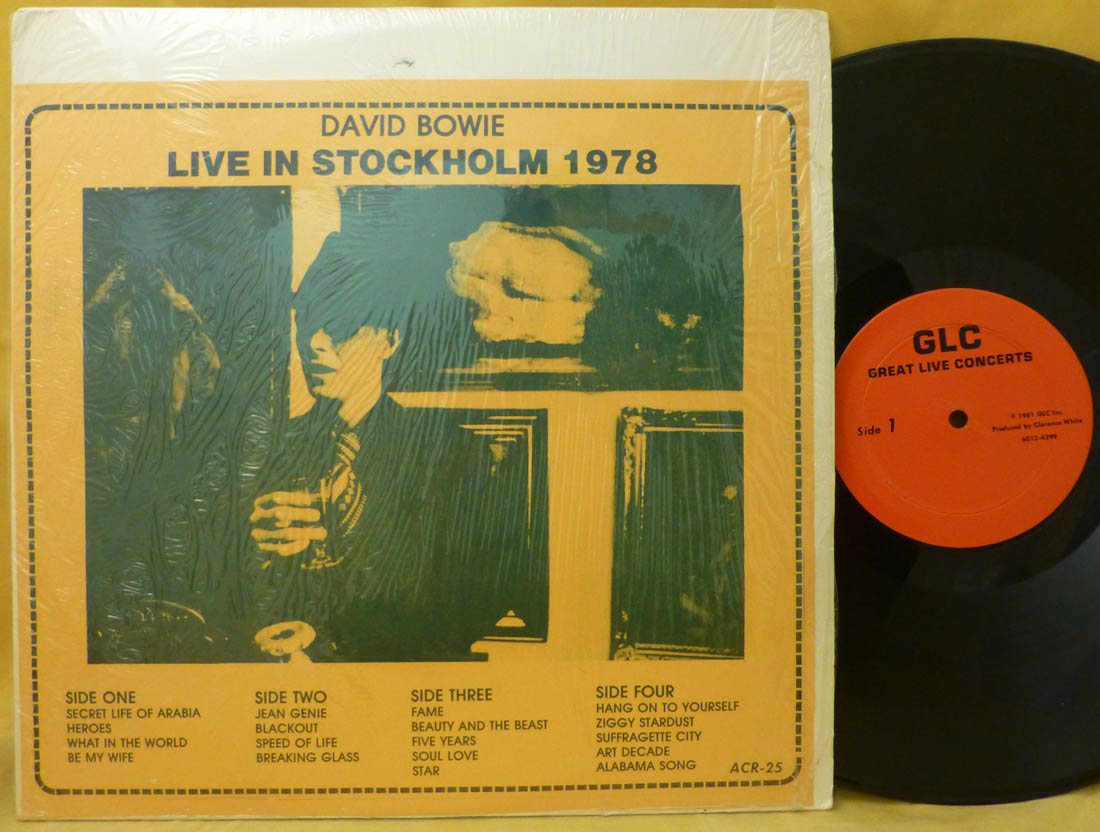 DAVID BOWIE
LIVE IN STOCKHOLM 1978
SIDE ONE
SECRET LIFE OF ARABIA
HEROES
WHAT IN THE WORLD
BE MY WIFE
SIDE TWO
JEAN GENIE
BLACKOUT
SPEED OF LIFE
BREAKING GLASS
SIDE THREE
FAME
BEAUTY AND THE BEAST
FIVE YEARS
SOUL LOVE
STAR
SIDE FOUR
HANG ON TO YOURSELF
ZIGGY STARDUST
SUFFRAGETTE CITY
ART DECADE
ALABAMA SONG
ACR-25
GLC
GREAT LIVE CONCERTS
Side 1
℗ 1981 GLC Inc.
Produced by Clarence White
6012-4299